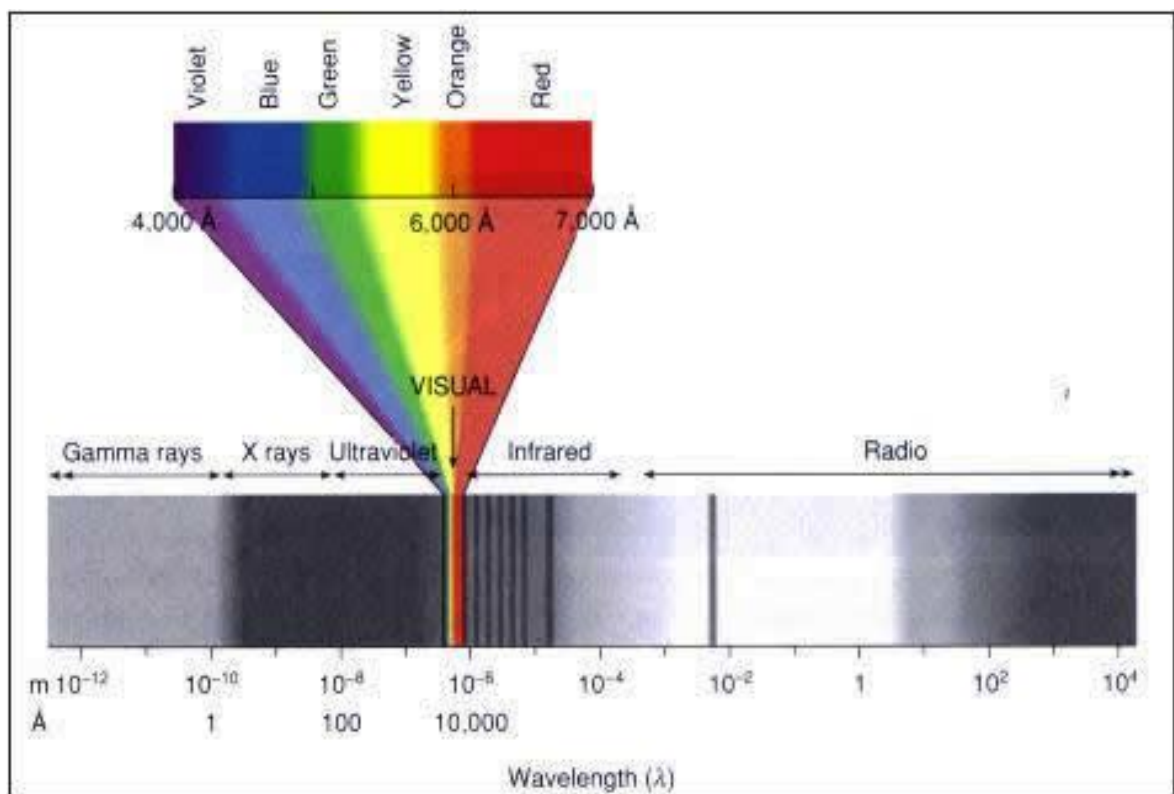 Violet Blue Green Yellow Orange Red
4,000 Å 6,000 Å 7,000 Å
VISUAL
Gamma rays X rays Ultraviolet Infrared Radio
m 10⁻¹² 10⁻¹⁰ 10⁻⁸ 10⁻⁶ 10⁻⁴ 10⁻² 1 10² 10⁴
Å 1 100 10,000
Wavelength (λ)